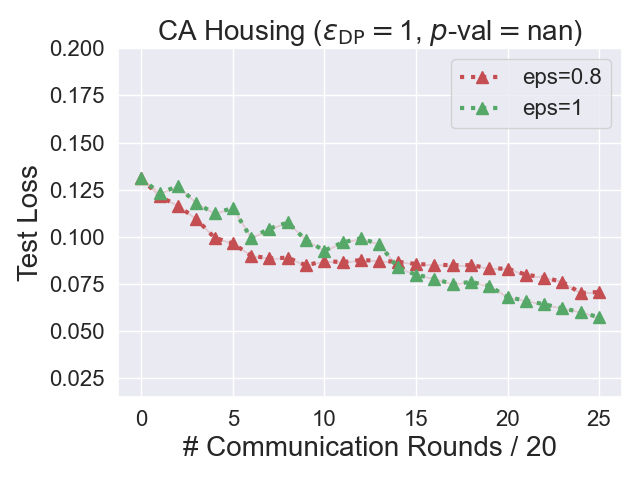 CA Housing (εDP = 1, p-val = nan)
0.200
0.175
0.150
0.125
0.100
0.075
0.050
0.025
Test Loss
eps=0.8
eps=1
0 5 10 15 20 25
# Communication Rounds / 20